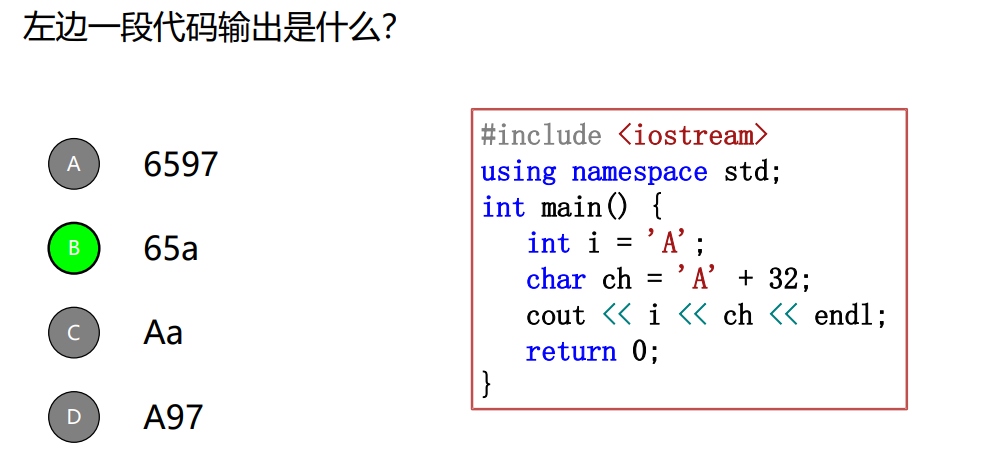 左边一段代码输出是什么?
A 6597
B 65a
C Aa
D A97
#include <iostream>
using namespace std;
int main() {
int i = 'A';
char ch = 'A' + 32;
cout << i << ch << endl;
return 0;
}